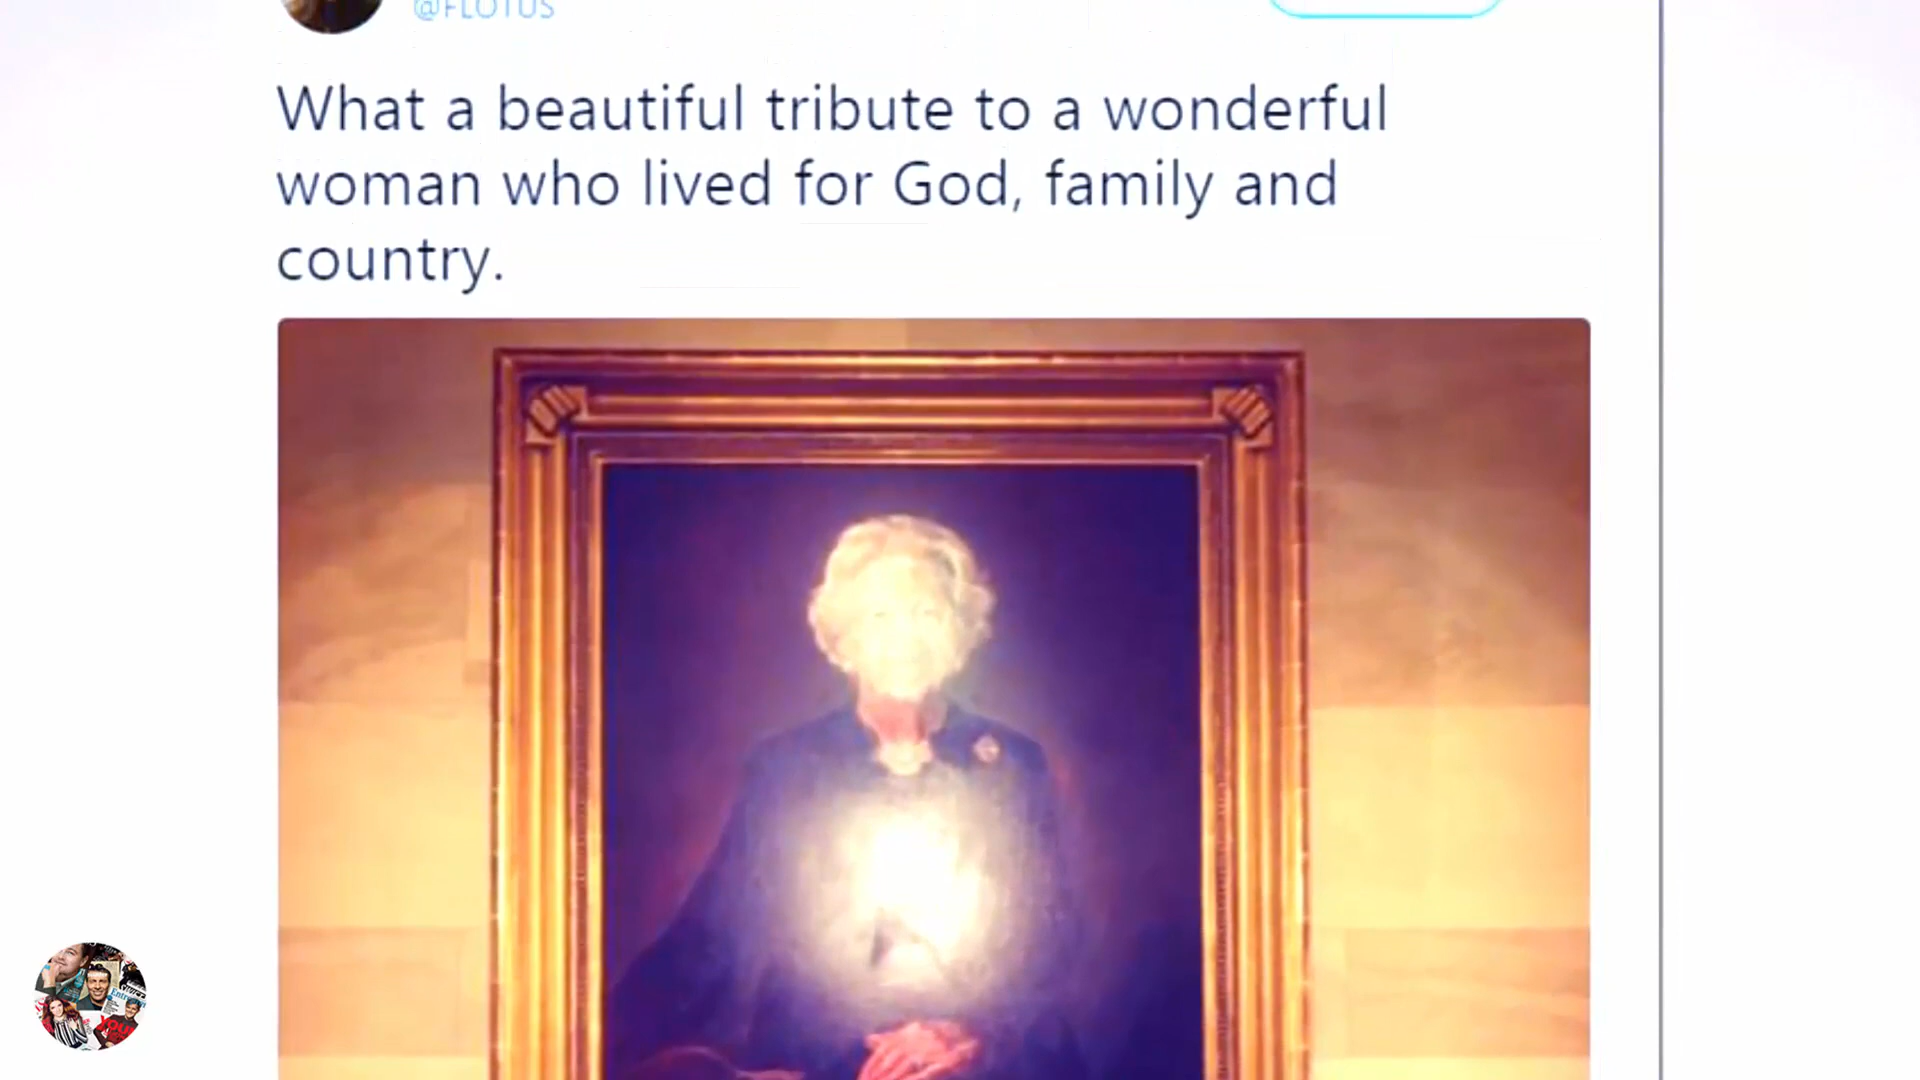 @FLOTUS
What a beautiful tribute to a wonderful
woman who lived for God, family and
country.